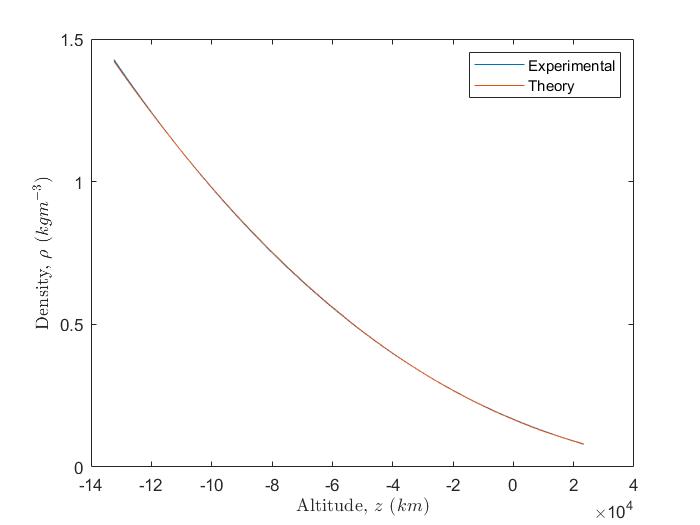 1.5
Experimental
Theory
1
0.5
0
Density, ρ (kgm⁻³)
-14 -12 -10 -8 -6 -4 -2 0 2 4
Altitude, z (km)
×10⁴